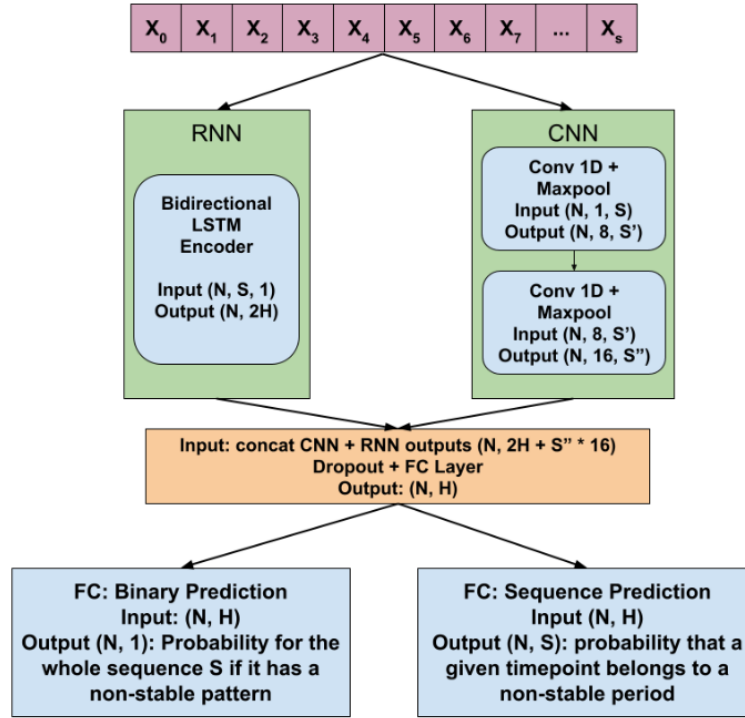 X0 X1 X2 X3 X4 X5 X6 X7 ... Xs
RNN
Bidirectional
LSTM
Encoder
Input (N, S, 1)
Output (N, 2H)
CNN
Conv 1D +
Maxpool
Input (N, 1, S)
Output (N, 8, S’)
Conv 1D +
Maxpool
Input (N, 8, S’)
Output (N, 16, S”)
Input: concat CNN + RNN outputs (N, 2H + S” * 16)
Dropout + FC Layer
Output: (N, H)
FC: Binary Prediction
Input: (N, H)
Output (N, 1): Probability for the
whole sequence S if it has a
non-stable pattern
FC: Sequence Prediction
Input (N, H)
Output (N, S): probability that a
given timepoint belongs to a
non-stable period